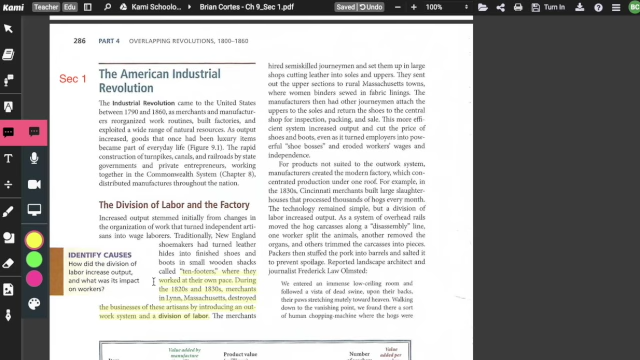 Teacher
Edu
Kami Schoolo...
Brian Cortes - Ch 9_Sec 1.pdf
Saved
Undo
100%
Turn In
BC
286 PART 4 OVERLAPPING REVOLUTIONS, 1800–1860
Sec 1
The American Industrial
Revolution
The Industrial Revolution came to the United States
between 1790 and 1860, as merchants and manufactur-
ers reorganized work routines, built factories, and
exploited a wide range of natural resources. As output
increased, goods that once had been luxury items
became part of everyday life (Figure 9.1). The rapid
construction of turnpikes, canals, and railroads by state
governments and private entrepreneurs, working
together in the Commonwealth System (Chapter 8),
distributed manufactures throughout the nation.
The Division of Labor and the Factory
Increased output stemmed initially from changes in
the organization of work that turned independent arti-
sans into wage laborers. Traditionally, New England
shoemakers had turned leather
hides into finished shoes and
boots in small wooden shacks
called "ten-footers," where they
worked at their own pace. During
the 1820s and 1830s, merchants
in Lynn, Massachusetts, destroyed
the businesses of these artisans by introducing an out-
work system and a division of labor. The merchants
IDENTIFY CAUSES
How did the division of
labor increase output,
and what was its impact
on workers?
hired semiskilled journeymen and set them up in large
shops cutting leather into soles and uppers. They sent
out the upper sections to rural Massachusetts towns,
where women binders sewed in fabric linings. The
manufacturers then had other journeymen attach the
uppers to the soles and return the shoes to the central
shop for inspection, packing, and sale. This more effi-
cient system increased output and cut the price of
shoes and boots, even as it turned employers into pow-
erful "shoe bosses" and eroded workers' wages and
independence.
For products not suited to the outwork system,
manufacturers created the modern factory, which con-
centrated production under one roof. For example, in
the 1830s, Cincinnati merchants built large slaughter-
houses that processed thousands of hogs every month.
The technology remained simple, but a division of
labor increased output. As a system of overhead rails
moved the hog carcasses along a "disassembly" line,
one worker split the animals, another removed the
organs, and others trimmed the carcasses into pieces.
Packers then stuffed the pork into barrels and salted it
to prevent spoilage. Reported landscape architect and
journalist Frederick Law Olmsted:
We entered an immense low-ceiling room and
followed a vista of dead swine, upon their backs,
their paws stretching mutely toward heaven. Walking
down to the vanishing point, we found there a sort
of human chopping-machine where the hogs were
Value added by
manufacture
Product value
Number of
Value added per